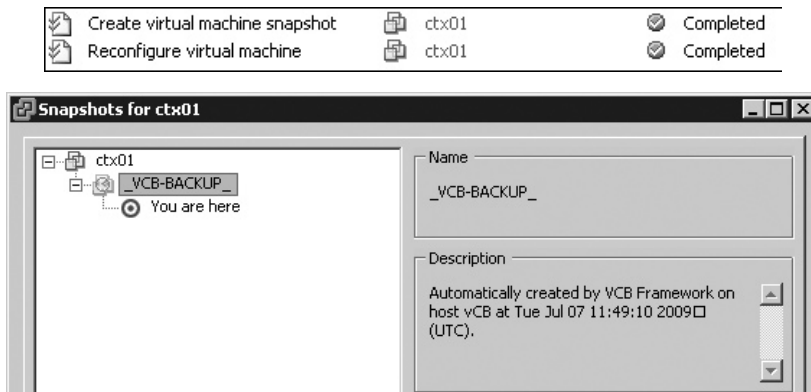 Create virtual machine snapshot ctx01 Completed
Reconfigure virtual machine ctx01 Completed
Snapshots for ctx01
ctx01
_VCB-BACKUP_
You are here
Name
_VCB-BACKUP_
Description
Automatically created by VCB Framework on
host vCB at Tue Jul 07 11:49:10 2009□
(UTC).